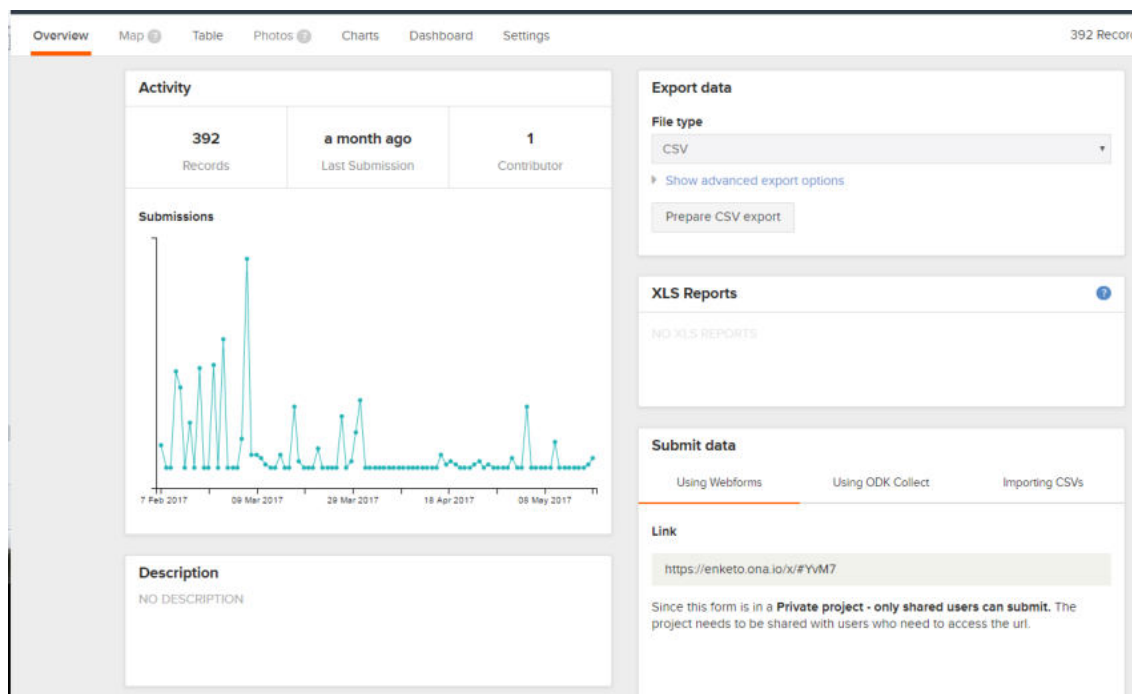 Overview Map ? Table Photos ? Charts Dashboard Settings 392 Recor
Activity
392 a month ago 1
Records Last Submission Contributor
Submissions
7 Feb 2017 09 Mar 2017 29 Mar 2017 18 Apr 2017 08 May 2017
Description
NO DESCRIPTION
Export data
File type
CSV
Show advanced export options
Prepare CSV export
XLS Reports ?
NO XLS REPORTS
Submit data
Using Webforms Using ODK Collect Importing CSVs
Link
https://enketo.ona.io/x/#YvM7
Since this form is in a Private project - only shared users can submit. The
project needs to be shared with users who need to access the url.